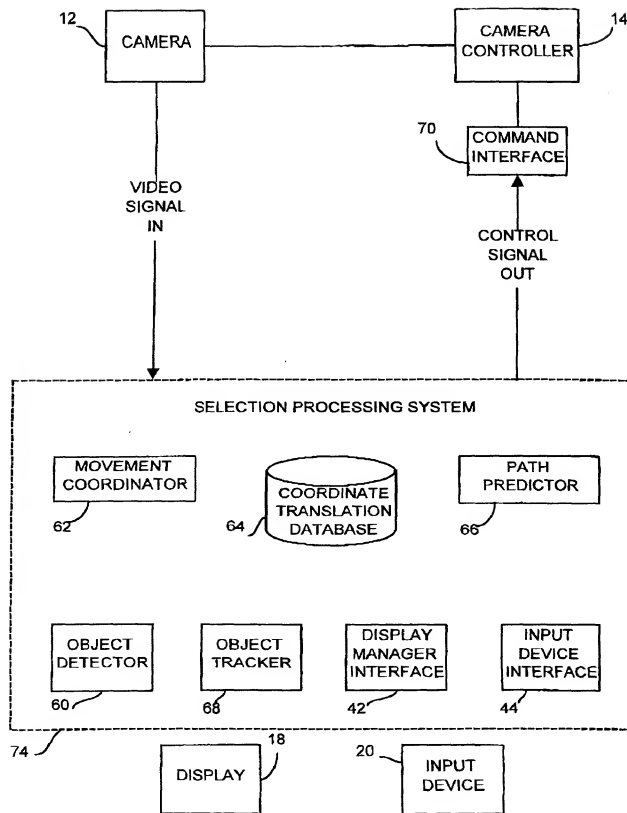 12
CAMERA
CAMERA
CONTROLLER
14
70
COMMAND
INTERFACE
VIDEO
SIGNAL
IN
CONTROL
SIGNAL
OUT
SELECTION PROCESSING SYSTEM
MOVEMENT
COORDINATOR
62
COORDINATE
TRANSLATION
DATABASE
64
PATH
PREDICTOR
66
OBJECT
DETECTOR
60
OBJECT
TRACKER
68
DISPLAY
MANAGER
INTERFACE
42
INPUT
DEVICE
INTERFACE
44
74
DISPLAY
18
20
INPUT
DEVICE